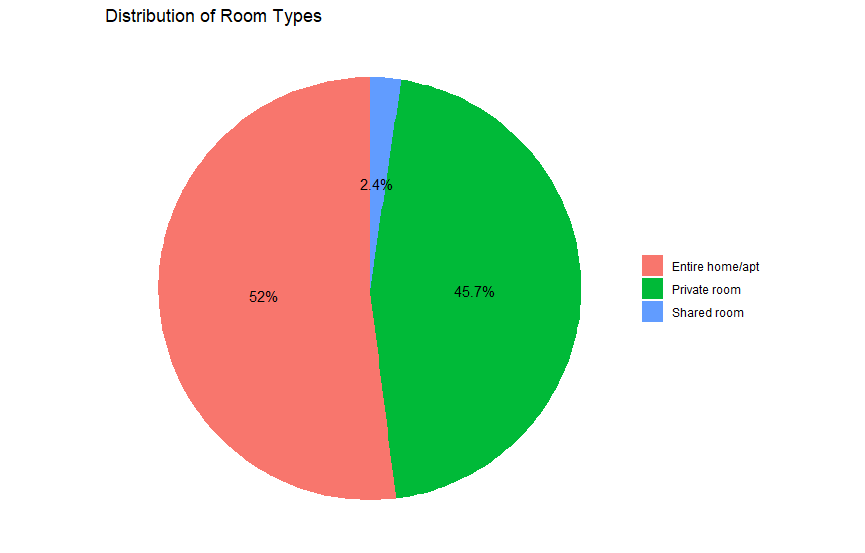 Distribution of Room Types
2.4%
52%
45.7%
Entire home/apt
Private room
Shared room